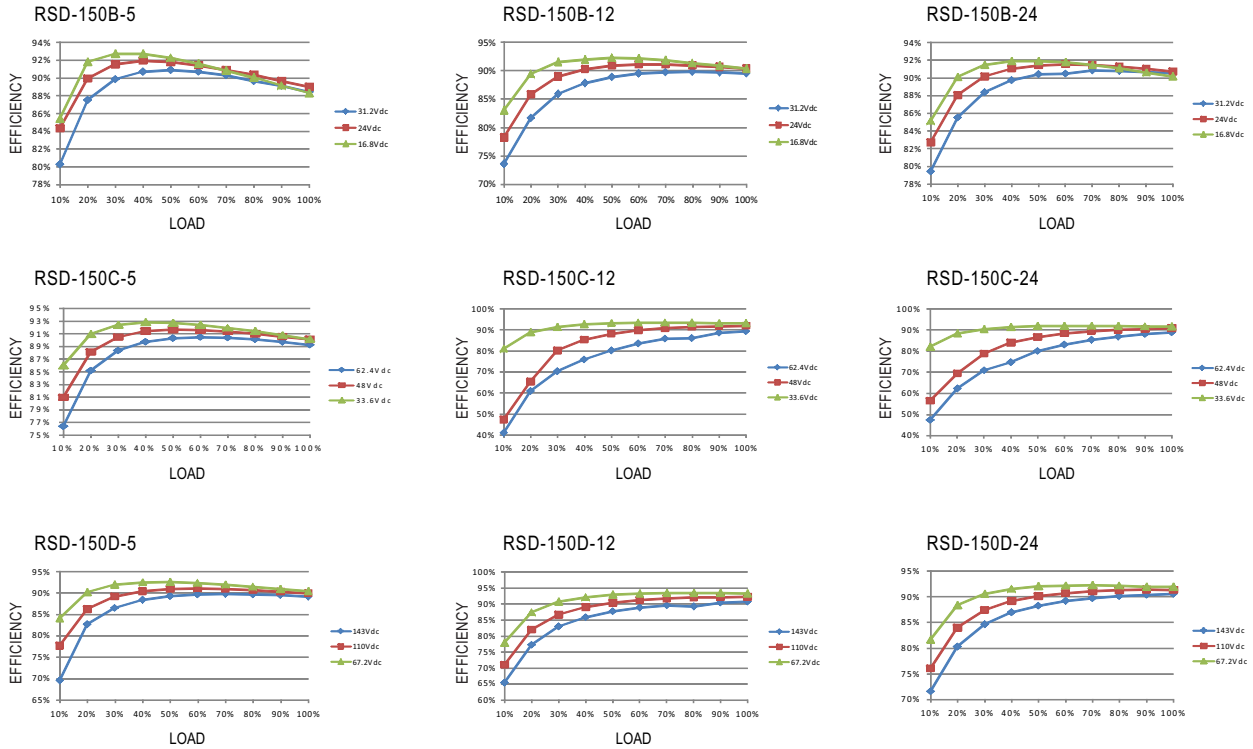 RSD-150B-5
94%
92%
90%
88%
86%
84%
82%
80%
78%
EFFICIENCY
10% 20% 30% 40% 50% 60% 70% 80% 90% 100%
LOAD
31.2Vdc
24Vdc
16.8Vdc
RSD-150B-12
95%
90%
85%
80%
75%
70%
EFFICIENCY
10% 20% 30% 40% 50% 60% 70% 80% 90% 100%
LOAD
31.2Vdc
24Vdc
16.8Vdc
RSD-150B-24
94%
92%
90%
88%
86%
84%
82%
80%
78%
EFFICIENCY
10% 20% 30% 40% 50% 60% 70% 80% 90% 100%
LOAD
31.2Vdc
24Vdc
16.8Vdc
RSD-150C-5
95%
93%
91%
89%
87%
85%
83%
81%
79%
77%
75%
EFFICIENCY
10% 20% 30% 40% 50% 60% 70% 80% 90% 100%
LOAD
62.4Vdc
48Vdc
33.6Vdc
RSD-150C-12
100%
90%
80%
70%
60%
50%
40%
EFFICIENCY
10% 20% 30% 40% 50% 60% 70% 80% 90% 100%
LOAD
62.4Vdc
48Vdc
33.6Vdc
RSD-150C-24
100%
90%
80%
70%
60%
50%
40%
EFFICIENCY
10% 20% 30% 40% 50% 60% 70% 80% 90% 100%
LOAD
62.4Vdc
48Vdc
33.6Vdc
RSD-150D-5
95%
90%
85%
80%
75%
70%
65%
EFFICIENCY
10% 20% 30% 40% 50% 60% 70% 80% 90% 100%
LOAD
143Vdc
110Vdc
67.2Vdc
RSD-150D-12
100%
95%
90%
85%
80%
75%
70%
65%
60%
EFFICIENCY
10% 20% 30% 40% 50% 60% 70% 80% 90% 100%
LOAD
143Vdc
110Vdc
67.2Vdc
RSD-150D-24
95%
90%
85%
80%
75%
70%
EFFICIENCY
10% 20% 30% 40% 50% 60% 70% 80% 90% 100%
LOAD
143Vdc
110Vdc
67.2Vdc